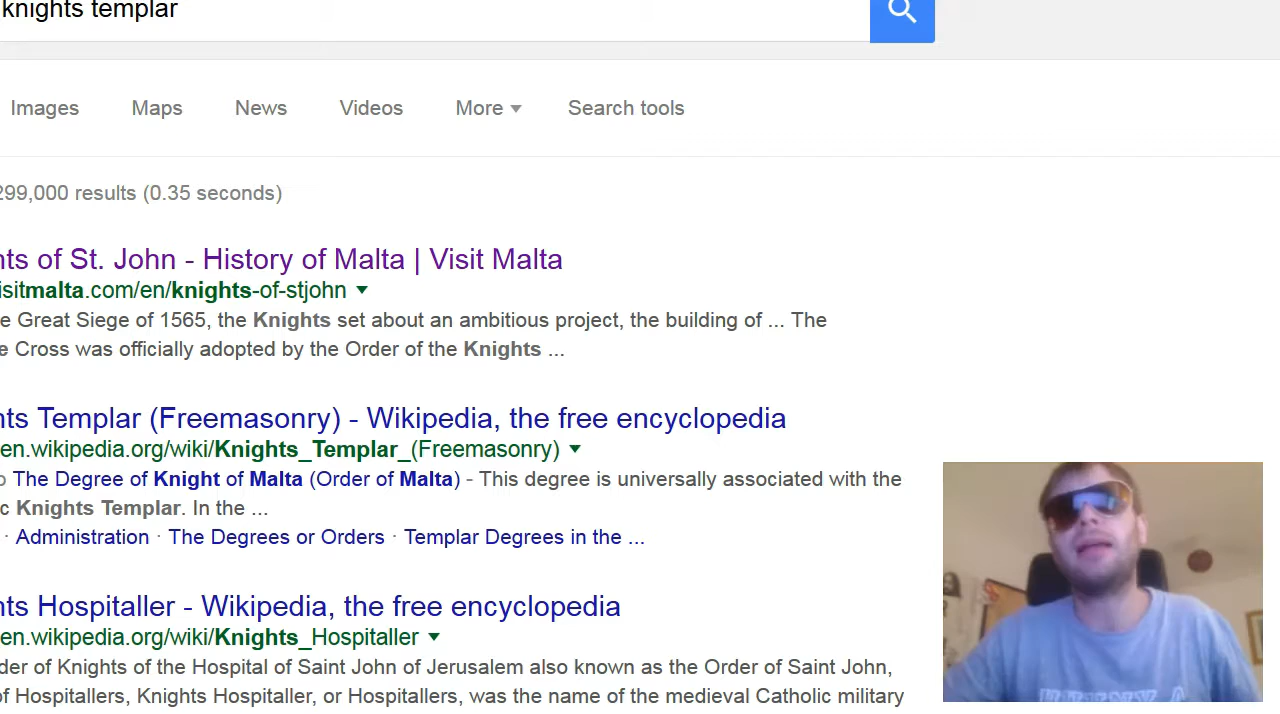 knights templar
Images Maps News Videos More Search tools
299,000 results (0.35 seconds)
nts of St. John - History of Malta | Visit Malta
isitmalta.com/en/knights-of-stjohn
e Great Siege of 1565, the Knights set about an ambitious project, the building of ... The
e Cross was officially adopted by the Order of the Knights ...
nts Templar (Freemasonry) - Wikipedia, the free encyclopedia
en.wikipedia.org/wiki/Knights_Templar_(Freemasonry)
o The Degree of Knight of Malta (Order of Malta) - This degree is universally associated with the
c Knights Templar. In the ...
· Administration · The Degrees or Orders · Templar Degrees in the ...
nts Hospitaller - Wikipedia, the free encyclopedia
en.wikipedia.org/wiki/Knights_Hospitaller
der of Knights of the Hospital of Saint John of Jerusalem also known as the Order of Saint John,
of Hospitallers, Knights Hospitaller, or Hospitallers, was the name of the medieval Catholic military